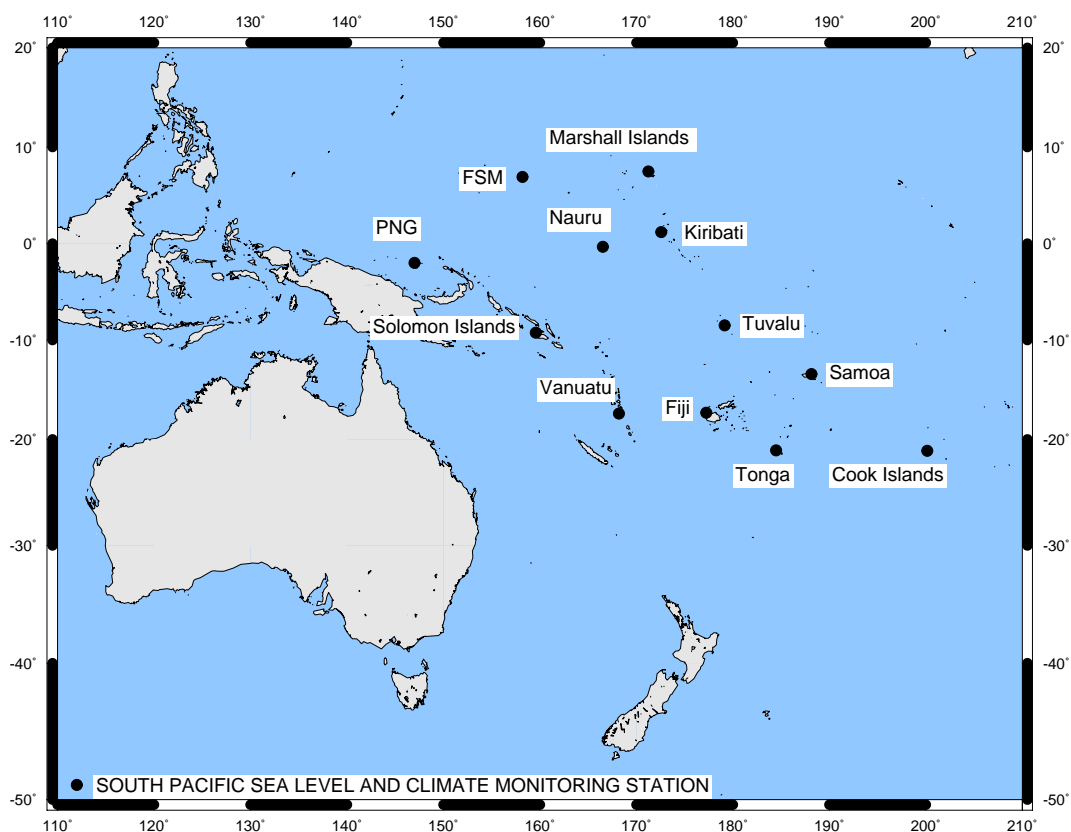 110˚ 120˚ 130˚ 140˚ 150˚ 160˚ 170˚ 180˚ 190˚ 200˚ 210˚
20˚ 20˚
Marshall Islands
10˚ 10˚
FSM
Nauru
PNG
Kiribati
0˚ 0˚
Solomon Islands
Tuvalu
-10˚ -10˚
Samoa
Vanuatu
Fiji
-20˚ -20˚
Tonga
Cook Islands
-30˚ -30˚
-40˚ -40˚
SOUTH PACIFIC SEA LEVEL AND CLIMATE MONITORING STATION
-50˚ -50˚
110˚ 120˚ 130˚ 140˚ 150˚ 160˚ 170˚ 180˚ 190˚ 200˚ 210˚